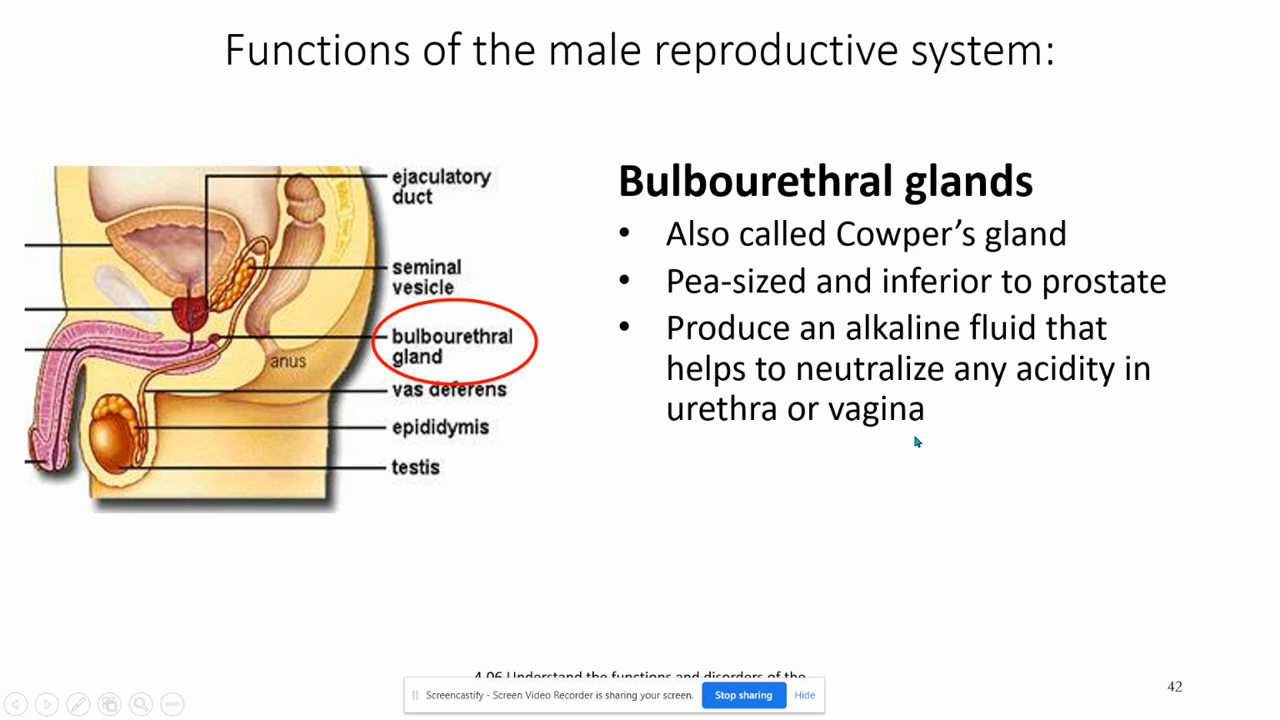 Functions of the male reproductive system:
ejaculatory
duct
seminal
vesicle
bulbourethral
gland
anus
vas deferens
epididymis
testis
Bulbourethral glands
• Also called Cowper’s gland
• Pea-sized and inferior to prostate
• Produce an alkaline fluid that
helps to neutralize any acidity in
urethra or vagina
4.06 Understand the functions and disorders of the
Screencastify - Screen Video Recorder is sharing your screen.
Stop sharing
Hide
42